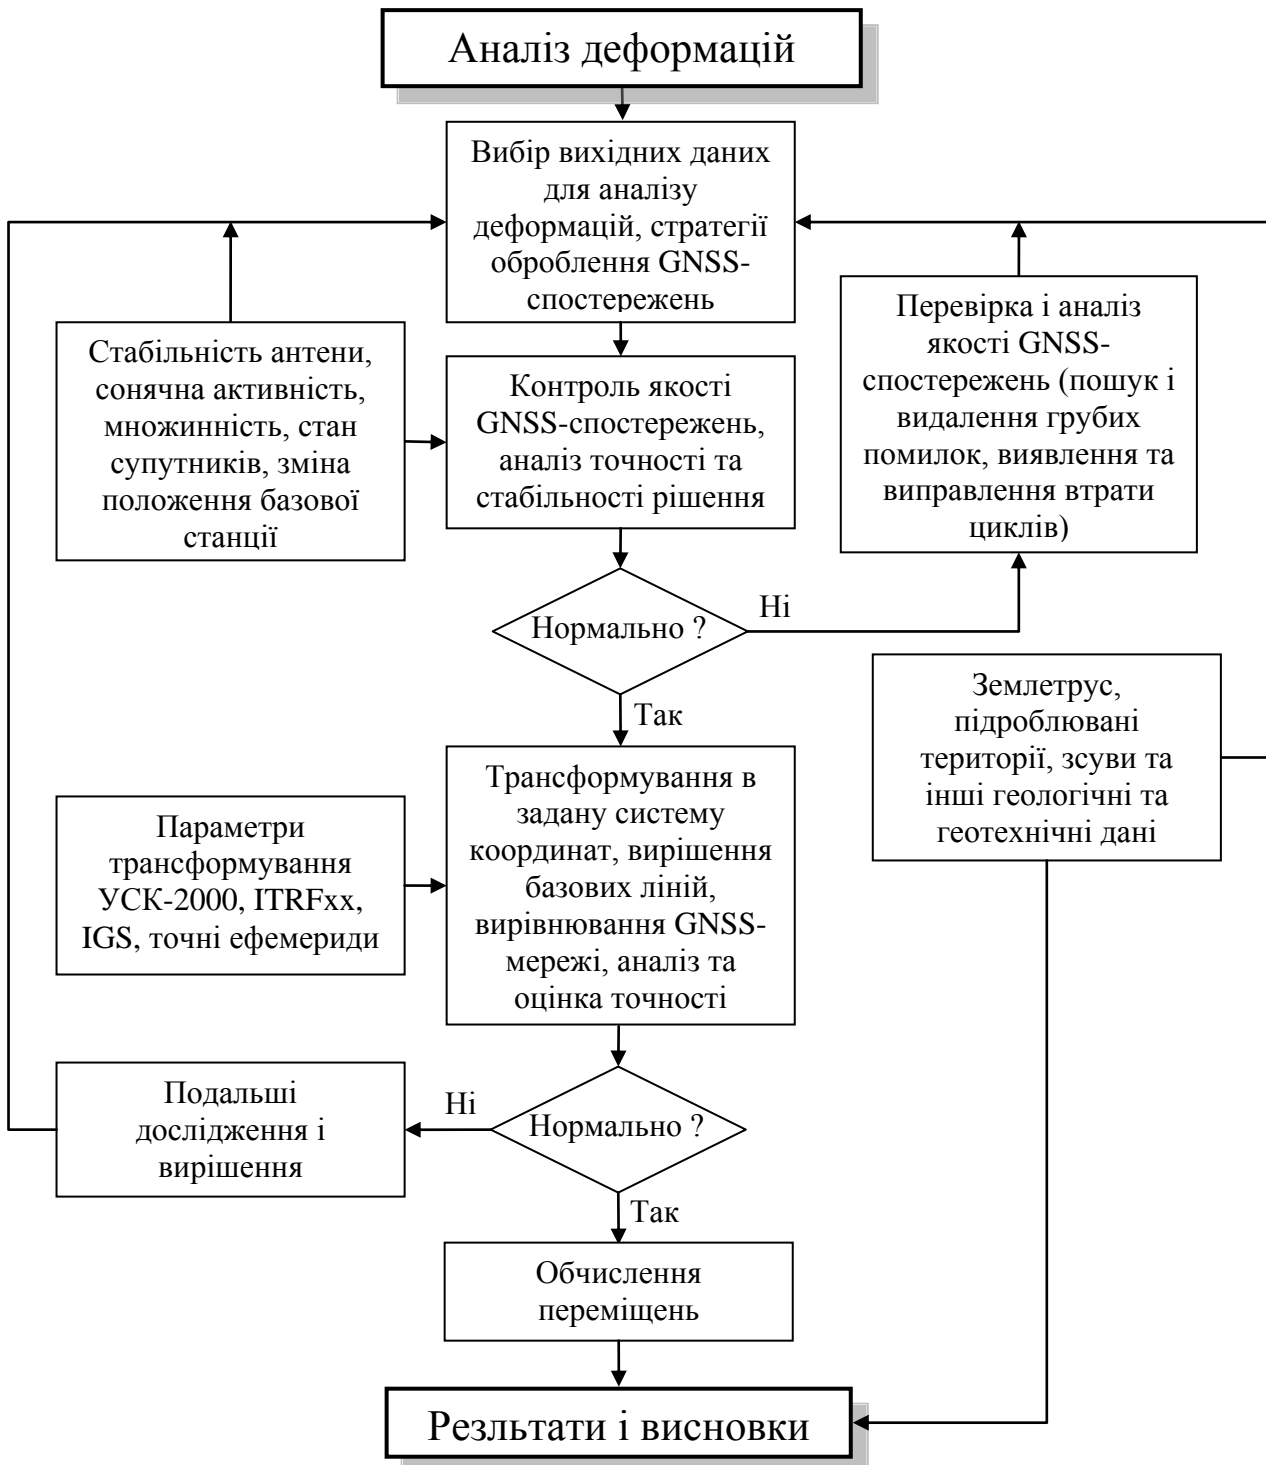 Аналіз деформацій
Вибір вихідних даних
для аналізу
деформацій, стратегії
оброблення GNSS-
спостережень
Стабільність антени,
сонячна активність,
множинність, стан
супутників, зміна
положення базової
станції
Контроль якості
GNSS-спостережень,
аналіз точності та
стабільності рішення
Перевірка і аналіз
якості GNSS-
спостережень (пошук і
видалення грубих
помилок, виявлення та
виправлення втрати
циклів)
Нормально ?
Ні
Так
Землетрус,
підроблювані
території, зсуви та
інші геологічні та
геотехнічні дані
Параметри
трансформування
УСК-2000, ITRFxx,
IGS, точні ефемериди
Трансформування в
задану систему
координат, вирішення
базових ліній,
вирівнювання GNSS-
мережі, аналіз та
оцінка точності
Подальші
дослідження і
вирішення
Ні
Нормально ?
Так
Обчислення
переміщень
Резльтати і висновки